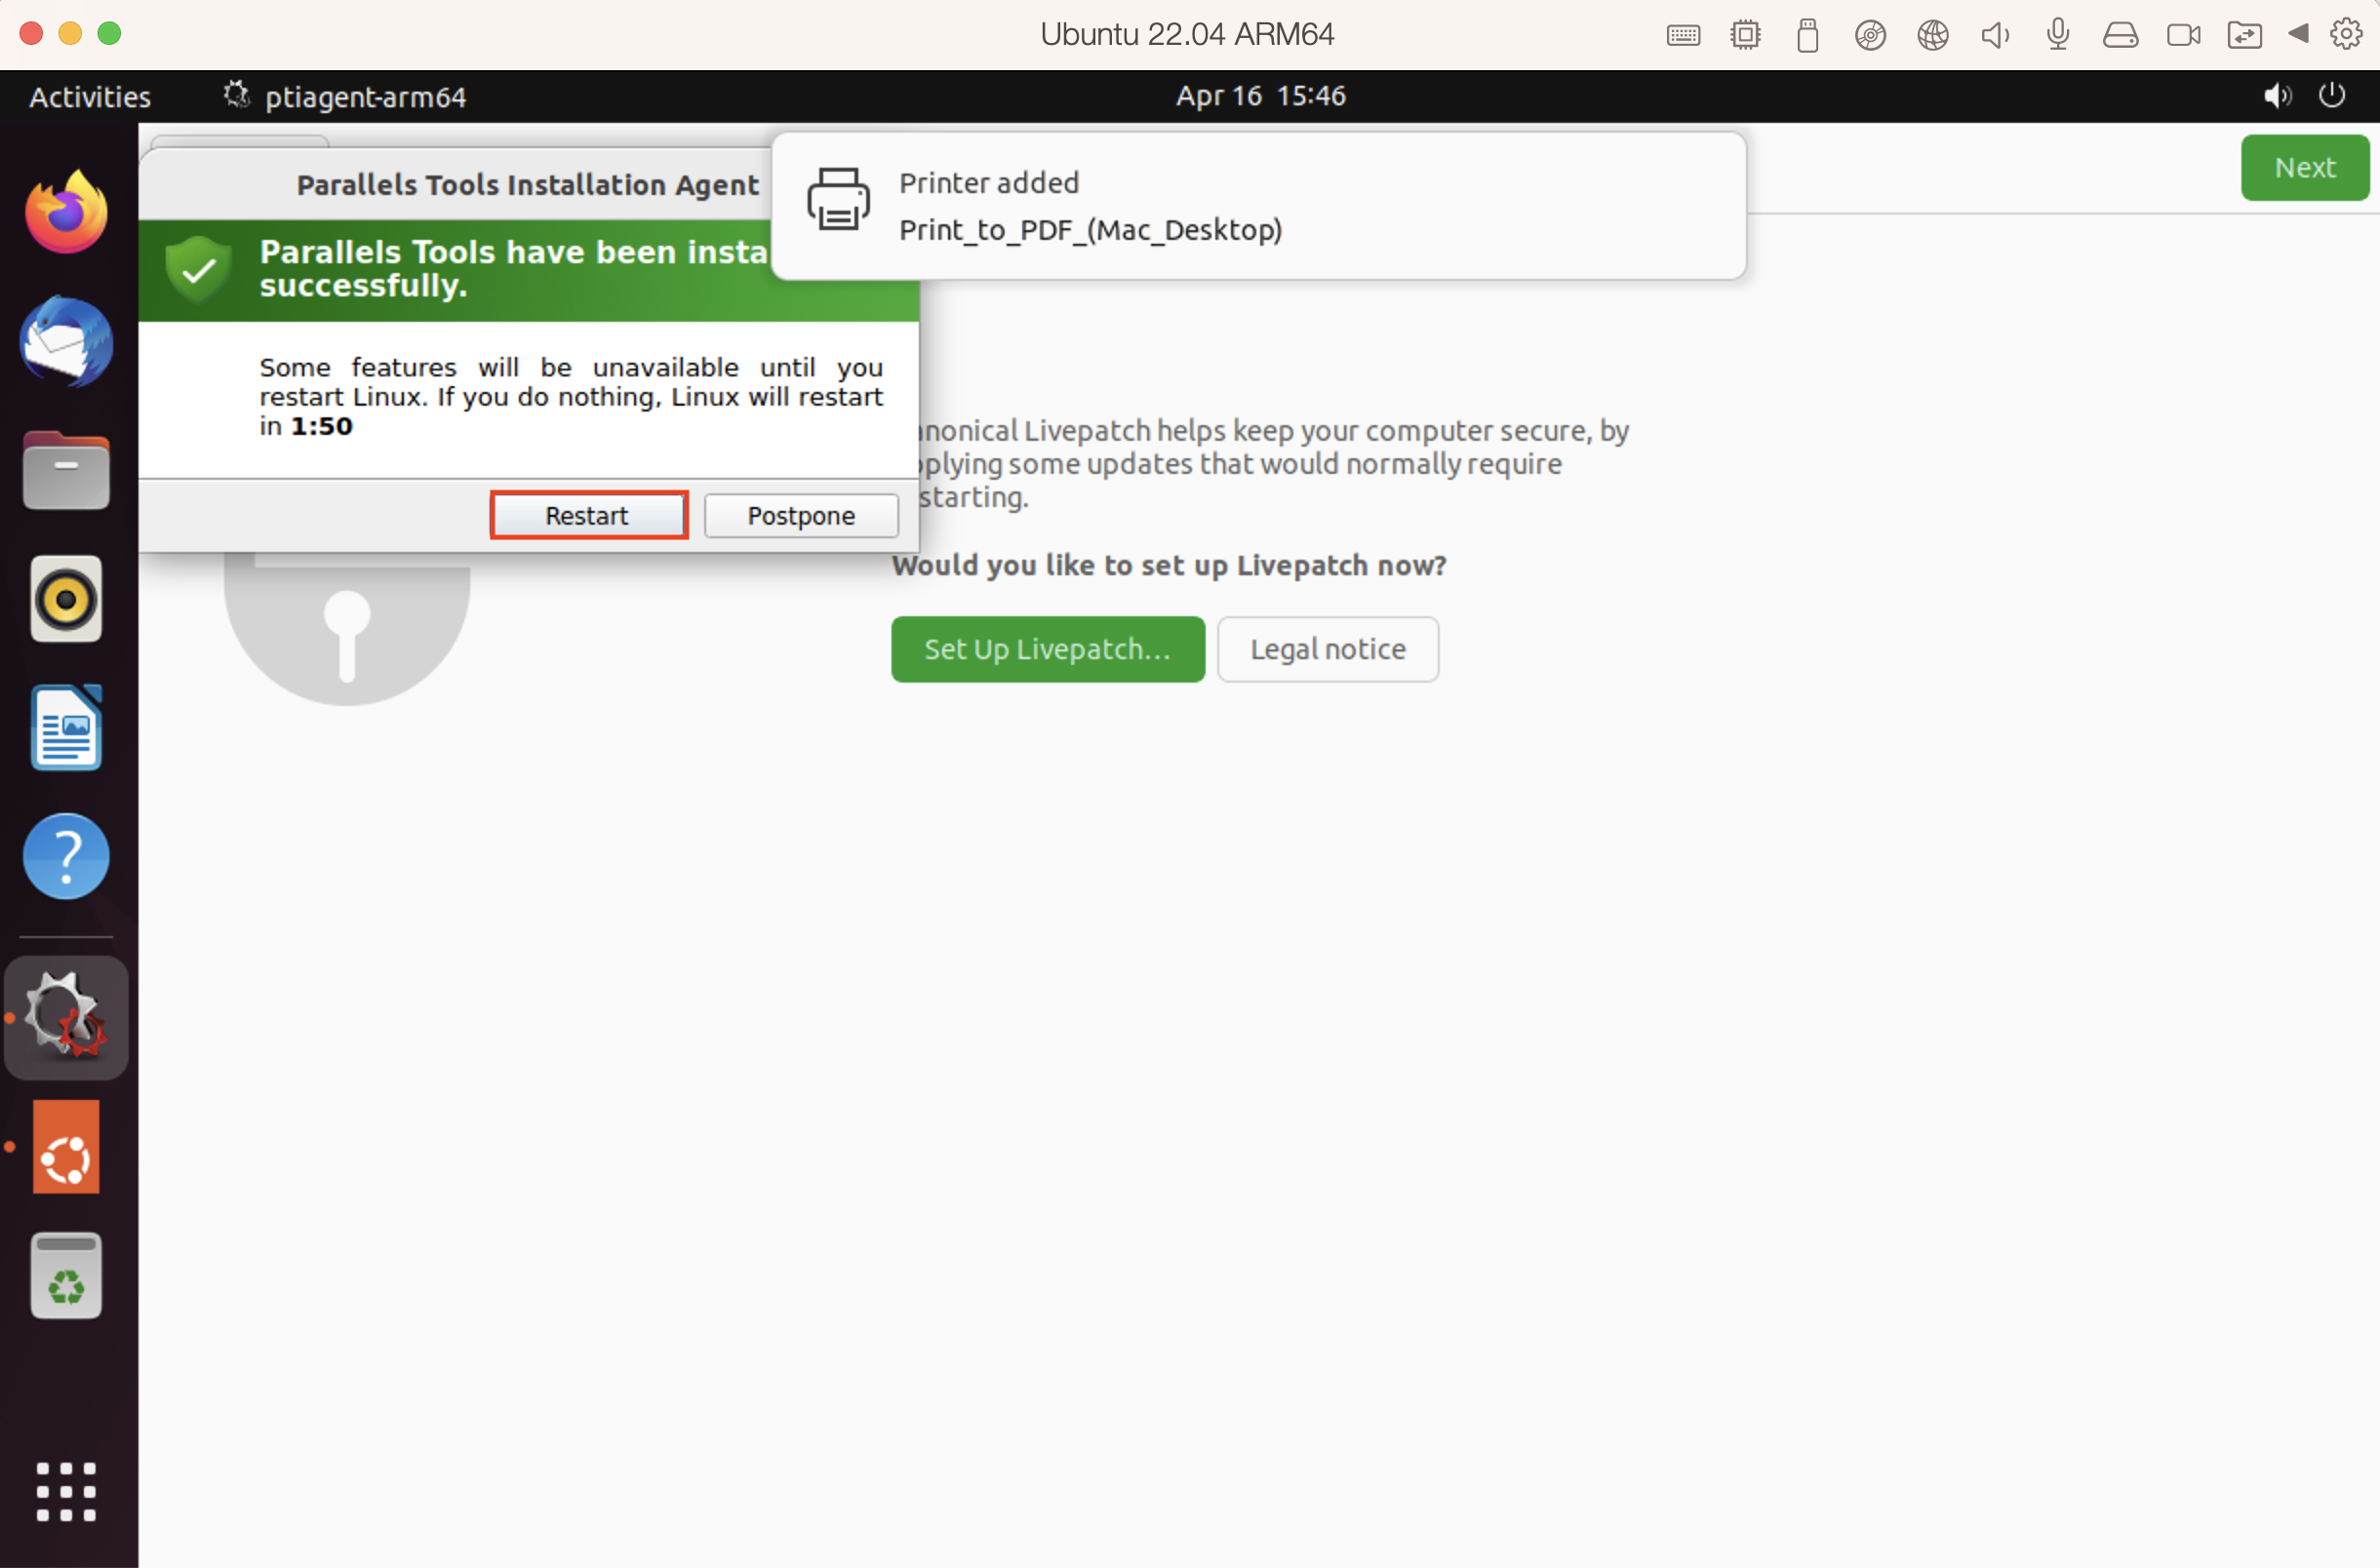 Ubuntu 22.04 ARM64
Activities
ptiagent-arm64
Apr 16 15:46
Next
Parallels Tools Installation Agent
Printer added
Print_to_PDF_(Mac_Desktop)
Parallels Tools have been insta
successfully.
Some features will be unavailable until you
restart Linux. If you do nothing, Linux will restart
in 1:50
Restart
Postpone
nonical Livepatch helps keep your computer secure, by
plying some updates that would normally require
starting.
Would you like to set up Livepatch now?
Set Up Livepatch...
Legal notice
?